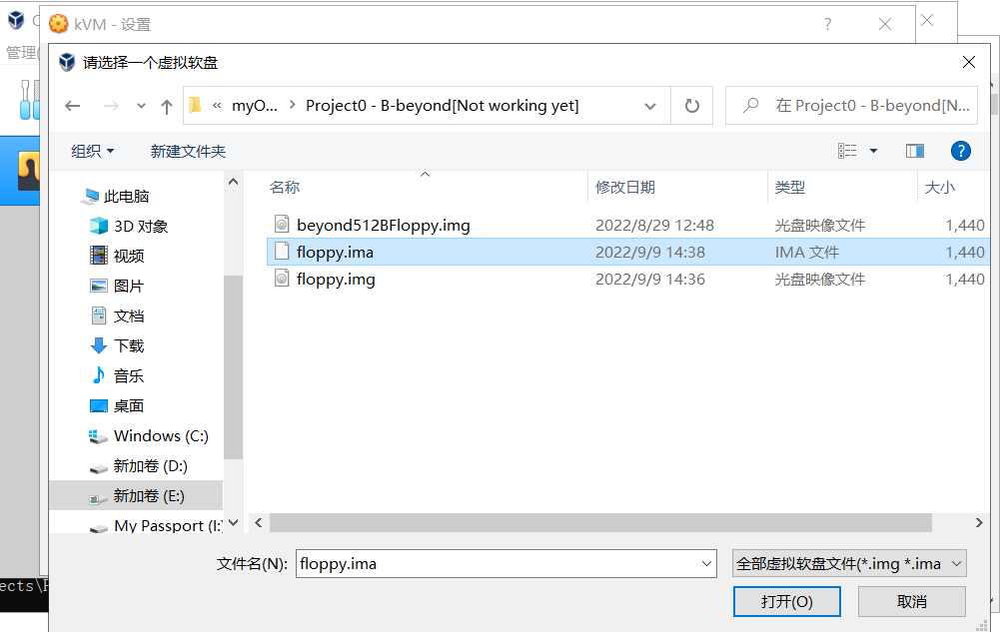 kVM - 设置
管理(
请选择一个虚拟软盘
« myO... > Project0 - B-beyond[Not working yet]
在 Project0 - B-beyond[N...
组织 新建文件夹
名称 修改日期 类型 大小
此电脑
3D 对象
视频
图片
文档
下载
音乐
桌面
Windows (C:)
新加卷 (D:)
新加卷 (E:)
My Passport (I:)
beyond512BFloppy.img 2022/8/29 12:48 光盘映像文件 1,440
floppy.ima 2022/9/9 14:38 IMA 文件 1,440
floppy.img 2022/9/9 14:36 光盘映像文件 1,440
文件名(N): floppy.ima 全部虚拟软盘文件(*.img *.ima
打开(O) 取消
ects\